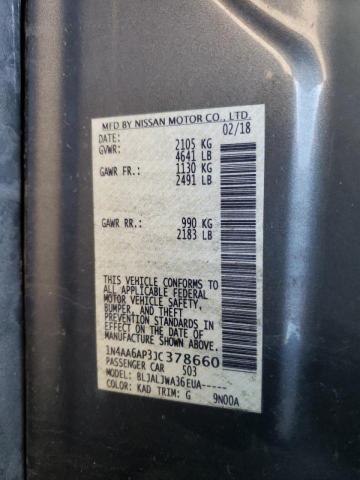 MFD BY NISSAN MOTOR CO., LTD.
DATE: 02/18
GVWR: 2105 KG
4641 LB
GAWR FR.: 1130 KG
2491 LB
GAWR RR.: 990 KG
2183 LB
THIS VEHICLE CONFORMS TO ALL
APPLICABLE FEDERAL
MOTOR VEHICLE SAFETY,
BUMPER, AND THEFT
PREVENTION STANDARDS IN
EFFECT ON THE DATE OF
MANUFACTURE SHOWN ABOVE.
1N4AA6AP3JC378660
PASSENGER CAR 503
MODEL: BLJALJWA36EUA-----
COLOR: KAD TRIM: G 9N00A